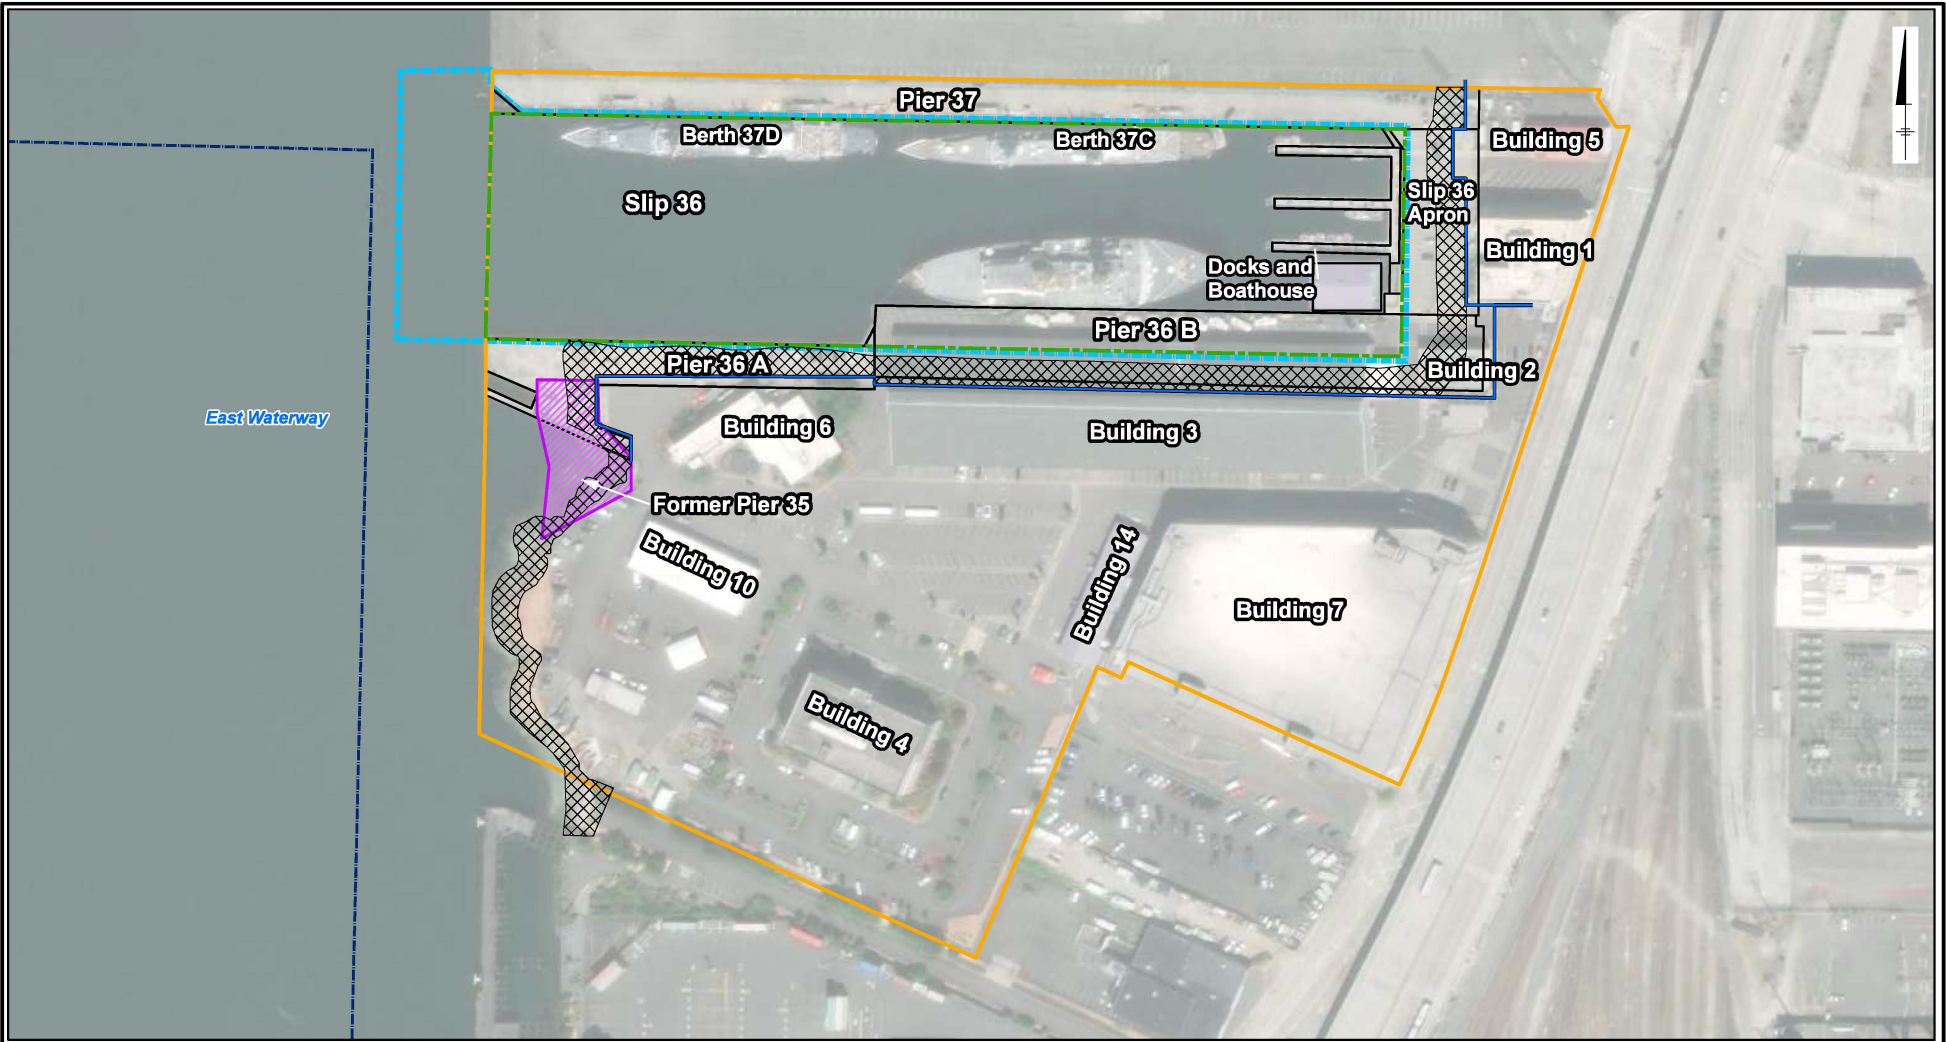 Pier 37
Berth 37D
Berth 37C
Building 5
Slip 36
Slip 36
Apron
Building 1
Docks and
Boathouse
Pier 36 B
Pier 36 A
Building 2
East Waterway
Building 6
Building 3
Former Pier 35
Building 10
Building 14
Building 7
Building 4